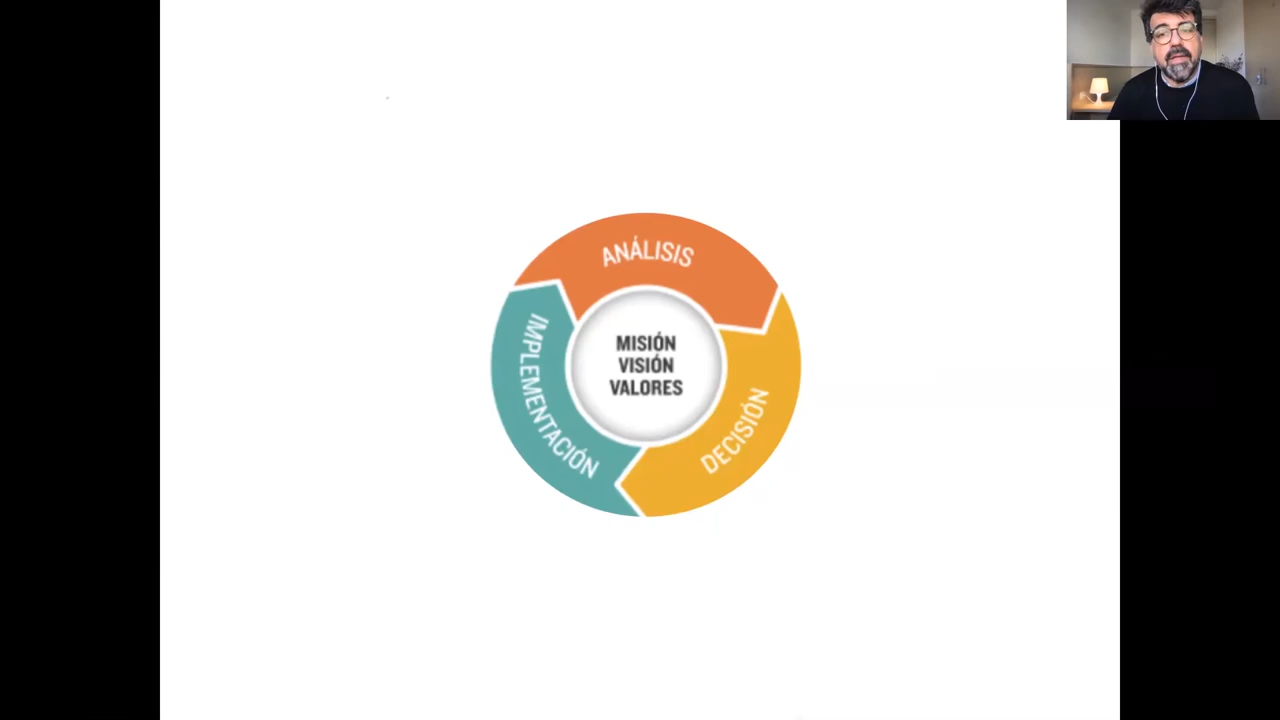 ANÁLISIS
MISIÓN
VISIÓN
VALORES
DECISIÓN
IMPLEMENTACIÓN